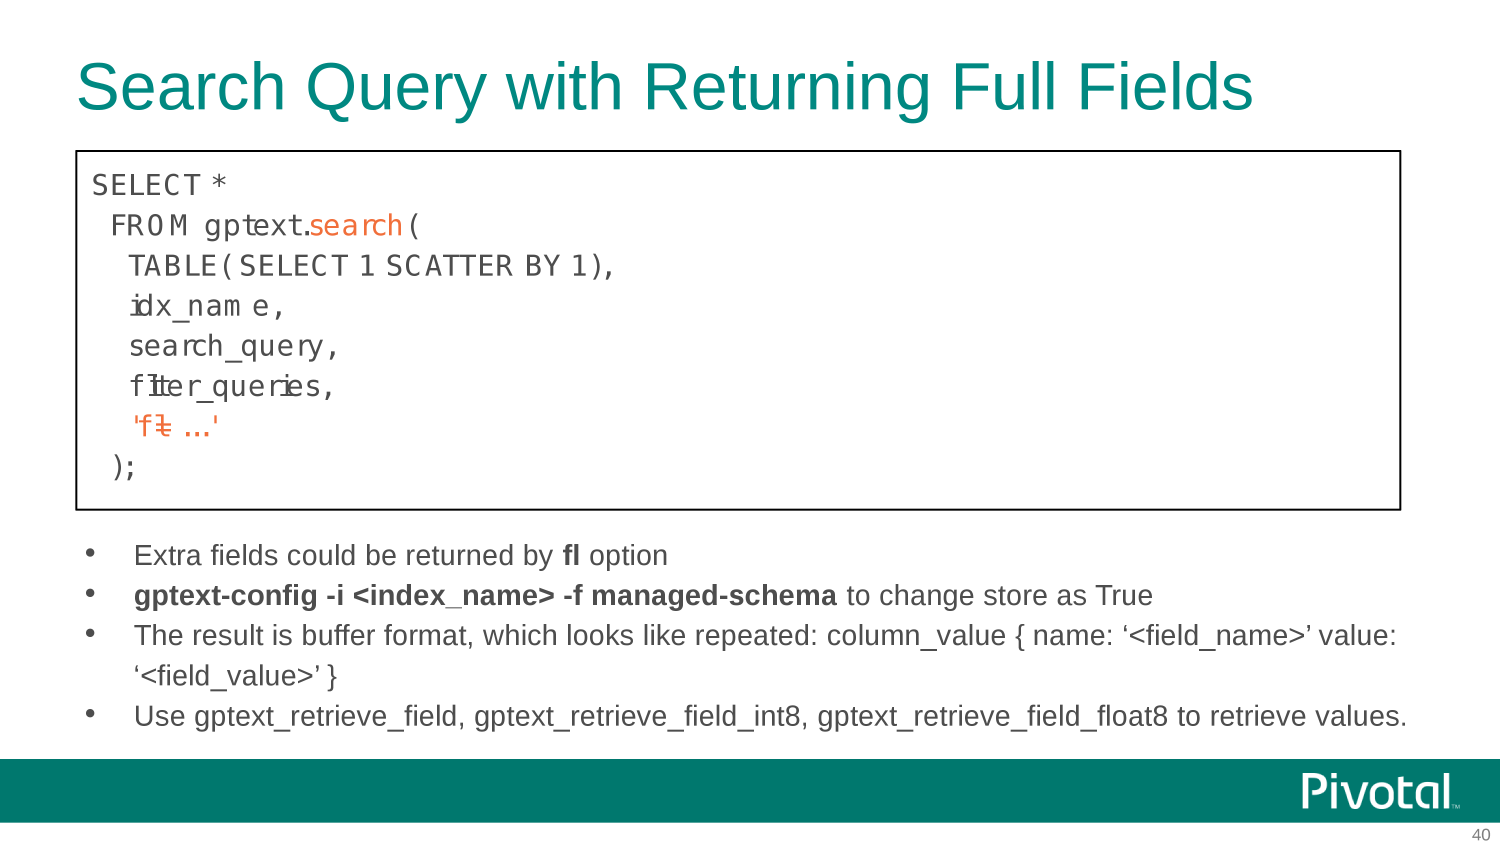 Search Query with Returning Full Fields
SELECT *
FROM gptext.search(
TABLE(SELECT 1 SCATTER BY 1),
idx_name,
search_query,
filter_queries,
'fl= ...'
);
• Extra fields could be returned by fl option
• gptext-config -i <index_name> -f managed-schema to change store as True
• The result is buffer format, which looks like repeated: column_value { name: ‘<field_name>’ value:
‘<field_value>’ }
• Use gptext_retrieve_field, gptext_retrieve_field_int8, gptext_retrieve_field_float8 to retrieve values.
Pivotal™
40